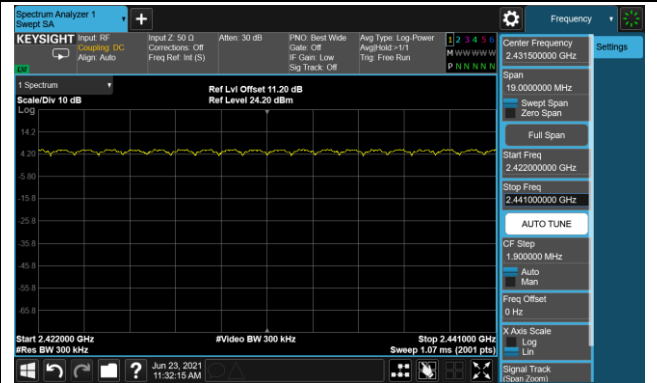 Spectrum Analyzer 1
Swept SA
+
Frequency
KEYSIGHT
Input: RF
Coupling: DC
Align: Auto
Input Z: 50 Ω
Corrections: Off
Freq Ref: Int (S)
Atten: 30 dB
PNO: Best Wide
Gate: Off
IF Gain: Low
Sig Track: Off
Avg Type: Log-Power
Avg|Hold:>1/1
Trig: Free Run
1 2 3 4 5 6
M W W W W W
P N N N N N
LXI
1 Spectrum
Scale/Div 10 dB
Ref Lvl Offset 11.20 dB
Ref Level 24.20 dBm
Log
14.2
4.20
-5.80
-15.8
-25.8
-35.8
-45.8
-55.8
-65.8
Start 2.422000 GHz
#Res BW 300 kHz
#Video BW 300 kHz
Stop 2.441000 GHz
Sweep 1.07 ms (2001 pts)
Jun 23, 2021
11:32:15 AM
?
Center Frequency
2.431500000 GHz
Settings
Span
19.0000000 MHz
Swept Span
Zero Span
Full Span
Start Freq
2.422000000 GHz
Stop Freq
2.441000000 GHz
AUTO TUNE
CF Step
1.900000 MHz
Auto
Man
Freq Offset
0 Hz
X Axis Scale
Log
Lin
Signal Track
(Span Zoom)